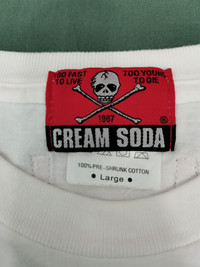 TOO FAST TOO YOUNG
TO LIVE TO DIE
1967
®
CREAM SODA
100% PRE-SHRUNK COTTON
• Large •